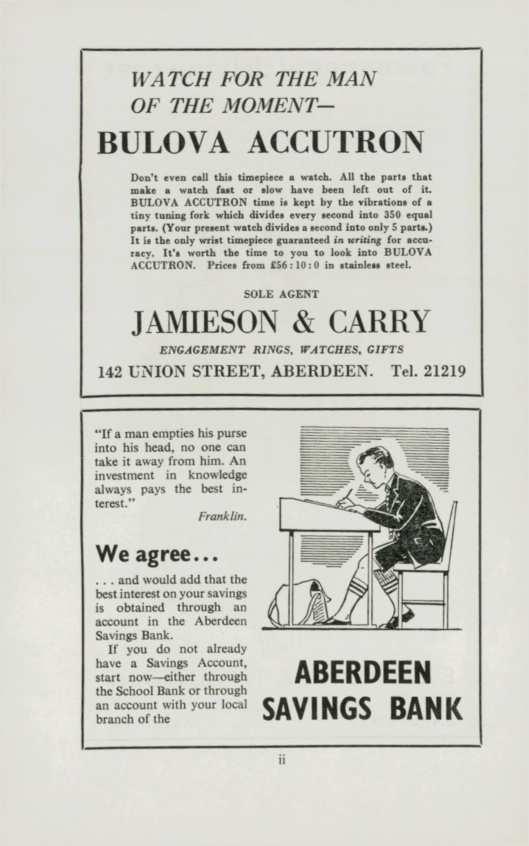 WATCH FOR THE MAN
OF THE MOMENT—
BULOVA ACCUTRON
Don't even call this timepiece a watch. All the parts that
make a watch fast or slow have been left out of it.
BULOVA ACCUTRON time is kept by the vibrations of a
tiny tuning fork which divides every second into 350 equal
parts. (Your present watch divides a second into only 5 parts.)
It is the only wrist timepiece guaranteed in writing for accu-
racy. It's worth the time to you to look into BULOVA
ACCUTRON. Prices from £56:10:0 in stainless steel.
SOLE AGENT
JAMIESON & CARRY
ENGAGEMENT RINGS, WATCHES, GIFTS
142 UNION STREET, ABERDEEN. Tel. 21219
"If a man empties his purse
into his head, no one can
take it away from him. An
investment in knowledge
always pays the best in-
terest."
Franklin.
We agree...
. . . and would add that the
best interest on your savings
is obtained through an
account in the Aberdeen
Savings Bank.
If you do not already
have a Savings Account,
start now—either through
the School Bank or through
an account with your local
branch of the
ABERDEEN
SAVINGS BANK
ii